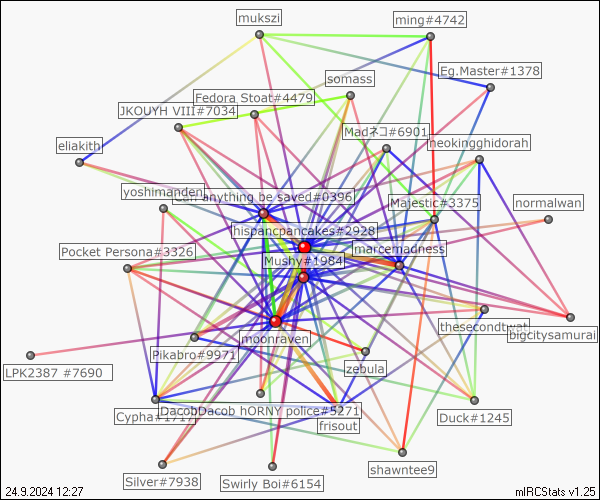 mukszi
ming#4742
Eg.Master#1378
somass
Fedora Stoat#4479
JKOUYH VIII#7034
Madネコ#6901
neokingghidorah
eliakith
yoshimanden
can anything be saved#0396
Majestic#3375
normalwan
hispancpancakes#2928
marcemadness
Pocket Persona#3326
Mushy#1984
thesecondtwat
bigcitysamurai
moonraven
Pikabro#9971
zebula
LPK2387 #7690
Cypha#1717
DacobDacob hORNY police#5271
Duck#1245
frisout
shawntee9
Silver#7938
Swirly Boi#6154
24.9.2024 12:27
mIRCStats v1.25